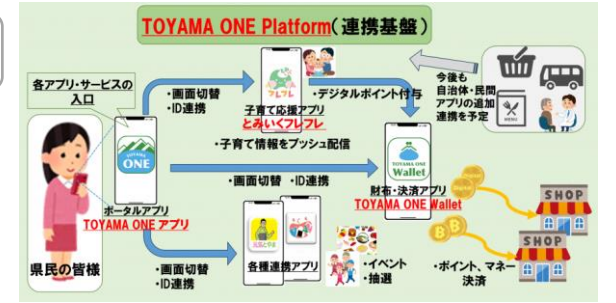 TOYAMA ONE Platform(連携基盤)
各アプリ・サービスの
入口
・画面切替
・ID連携
フレフレ
子育て応援アプリ
とみいくフレフレ
・子育て情報をプッシュ配信
・デジタルポイント付与
今後も
自治体・民間
アプリの追加
連携を予定
MENU
TOYAMA
ONE
ポータルアプリ
TOYAMA ONE アプリ
県民の皆様
・画面切替 ・ID連携
TOYAMA ONE
Wallet
財布・決済アプリ
TOYAMA ONE Wallet
・画面切替
・ID連携
元気とやま
各種連携アプリ
・イベント
・抽選
SHOP
SHOP
・ポイント、マネー
決済